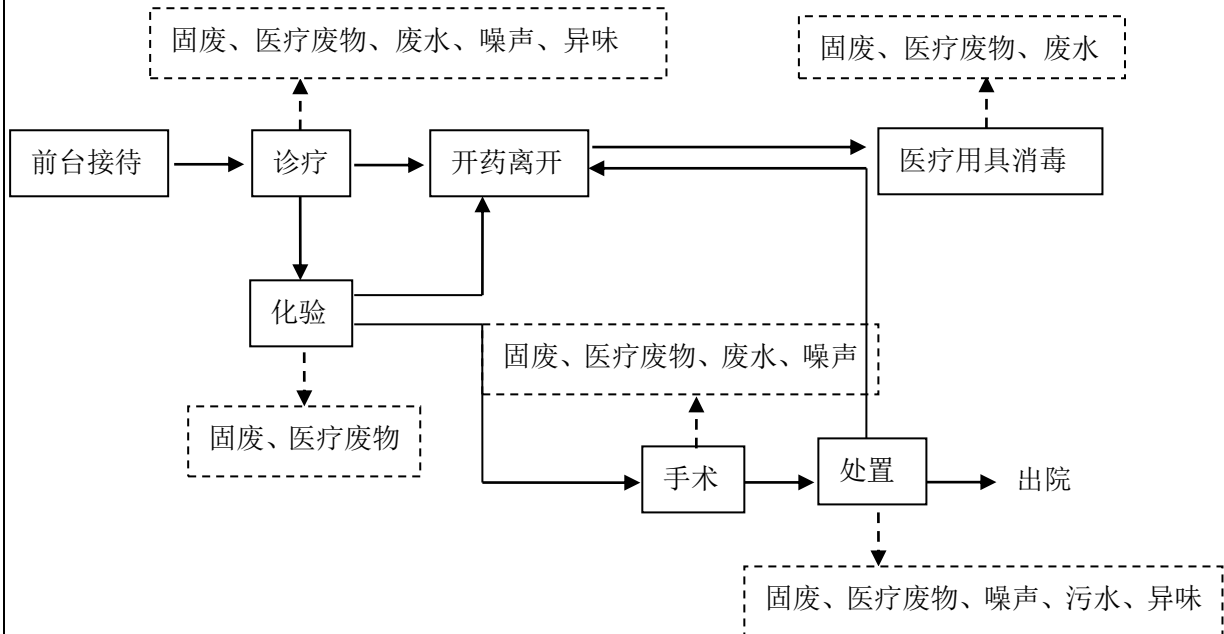 固废、医疗废物、废水、噪声、异味
固废、医疗废物、废水
前台接待
诊疗
开药离开
医疗用具消毒
化验
固废、医疗废物、废水、噪声
固废、医疗废物
手术
处置
出院
固废、医疗废物、噪声、污水、异味